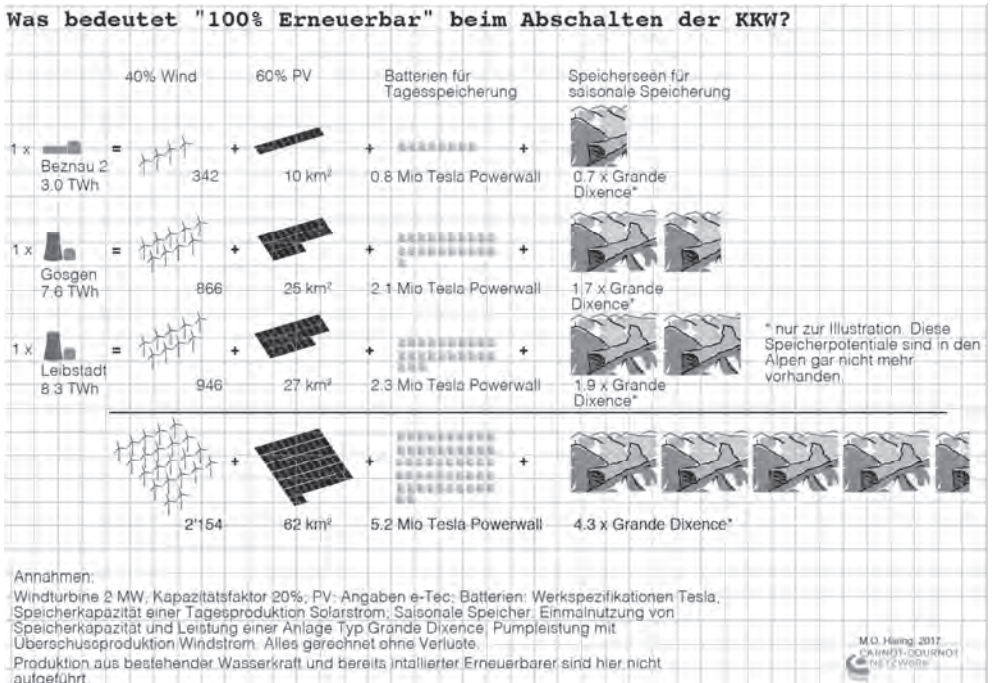 Was bedeutet "100% Erneuerbar" beim Abschalten der KKW?
40% Wind
60% PV
Batterien für
Tagesspeicherung
Speicherseen für
saisonale Speicherung
1 x
=
+
+
+
Beznau 2
3.0 TWh
342
10 km²
0.8 Mio Tesla Powerwall
0.7 x Grande
Dixence*
1 x
=
+
+
+
Gösgen
7.6 TWh
866
25 km²
2.1 Mio Tesla Powerwall
1.7 x Grande
Dixence*
1 x
=
+
+
+
Leibstadt
8.3 TWh
946
27 km²
2.3 Mio Tesla Powerwall
1.9 x Grande
Dixence*
* nur zur Illustration. Diese
Speicherpotentiale sind in den
Alpen gar nicht mehr
vorhanden.
+
+
+
2'154
62 km²
5.2 Mio Tesla Powerwall
4.3 x Grande Dixence*
Annahmen:
Windturbine 2 MW, Kapazitätsfaktor 20%; PV: Angaben e-Tec; Batterien: Werkspezifikationen Tesla,
Speicherkapazität einer Tagesproduktion Solarstrom; Saisonale Speicher: Einmalnutzung von
Speicherkapazität und Leistung einer Anlage Typ Grande Dixence; Pumpleistung mit
Überschussproduktion Windstrom. Alles gerechnet ohne Verluste.
Produktion aus bestehender Wasserkraft und bereits intallierter Erneuerbarer sind hier nicht
aufgeführt.
M.O. Häring, 2017
CARNOT-COURNOT
NETZWORK